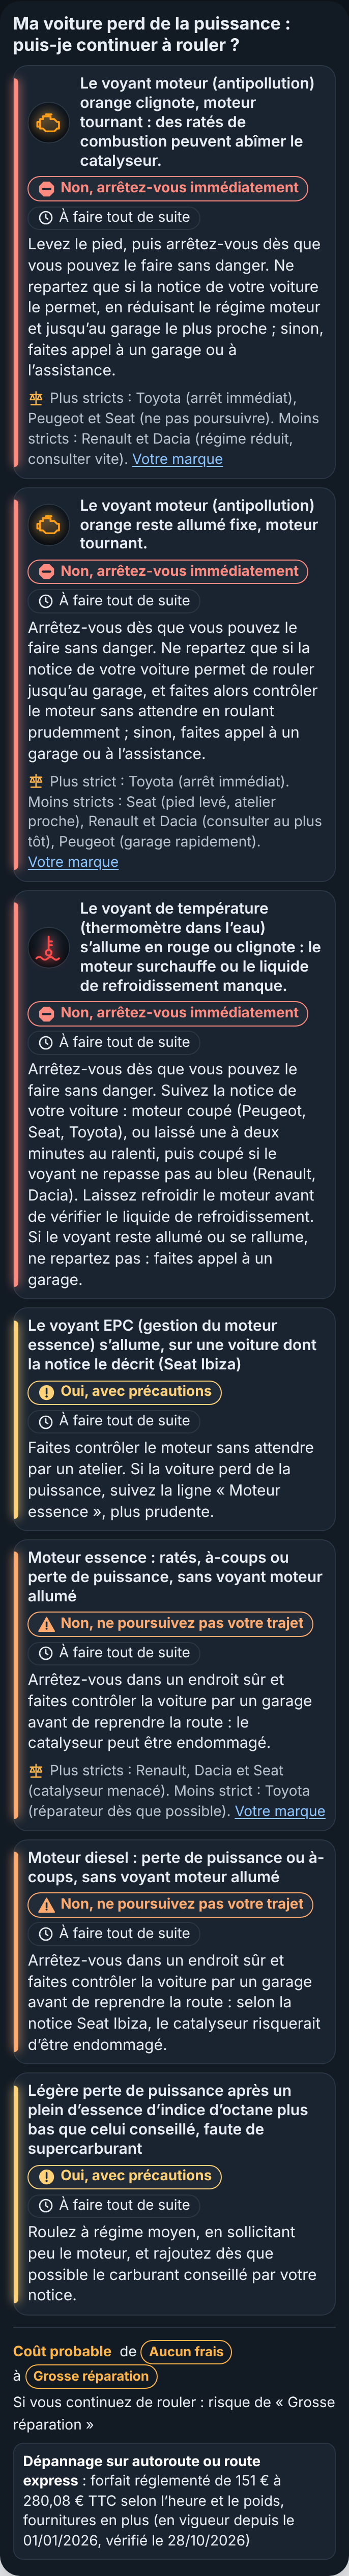 Ma voiture perd de la puissance :
puis-je continuer à rouler ?
Le voyant moteur (antipollution)
orange clignote, moteur
tournant : des ratés de
combustion peuvent abîmer le
catalyseur.
Non, arrêtez-vous immédiatement
À faire tout de suite
Levez le pied, puis arrêtez-vous dès que
vous pouvez le faire sans danger. Ne
repartez que si la notice de votre voiture
le permet, en réduisant le régime moteur
et jusqu’au garage le plus proche ; sinon,
faites appel à un garage ou à
l’assistance.
Plus stricts : Toyota (arrêt immédiat),
Peugeot et Seat (ne pas poursuivre). Moins
stricts : Renault et Dacia (régime réduit,
consulter vite). Votre marque
Le voyant moteur (antipollution)
orange reste allumé fixe, moteur
tournant.
Non, arrêtez-vous immédiatement
À faire tout de suite
Arrêtez-vous dès que vous pouvez le
faire sans danger. Ne repartez que si la
notice de votre voiture permet de rouler
jusqu’au garage, et faites alors contrôler
le moteur sans attendre en roulant
prudemment ; sinon, faites appel à un
garage ou à l’assistance.
Plus strict : Toyota (arrêt immédiat).
Moins stricts : Seat (pied levé, atelier
proche), Renault et Dacia (consulter au plus
tôt), Peugeot (garage rapidement).
Votre marque
Le voyant de température
(thermomètre dans l’eau)
s’allume en rouge ou clignote : le
moteur surchauffe ou le liquide
de refroidissement manque.
Non, arrêtez-vous immédiatement
À faire tout de suite
Arrêtez-vous dès que vous pouvez le
faire sans danger. Suivez la notice de
votre voiture : moteur coupé (Peugeot,
Seat, Toyota), ou laissé une à deux
minutes au ralenti, puis coupé si le
voyant ne repasse pas au bleu (Renault,
Dacia). Laissez refroidir le moteur avant
de vérifier le liquide de refroidissement.
Si le voyant reste allumé ou se rallume,
ne repartez pas : faites appel à un
garage.
Le voyant EPC (gestion du moteur
essence) s’allume, sur une voiture dont
la notice le décrit (Seat Ibiza)
Oui, avec précautions
À faire tout de suite
Faites contrôler le moteur sans attendre
par un atelier. Si la voiture perd de la
puissance, suivez la ligne « Moteur
essence », plus prudente.
Moteur essence : ratés, à-coups ou
perte de puissance, sans voyant moteur
allumé
Non, ne poursuivez pas votre trajet
À faire tout de suite
Arrêtez-vous dans un endroit sûr et
faites contrôler la voiture par un garage
avant de reprendre la route : le
catalyseur peut être endommagé.
Plus stricts : Renault, Dacia et Seat
(catalyseur menacé). Moins strict : Toyota
(réparateur dès que possible). Votre marque
Moteur diesel : perte de puissance ou à-
coups, sans voyant moteur allumé
Non, ne poursuivez pas votre trajet
À faire tout de suite
Arrêtez-vous dans un endroit sûr et
faites contrôler la voiture par un garage
avant de reprendre la route : selon la
notice Seat Ibiza, le catalyseur risquerait
d’être endommagé.
Légère perte de puissance après un
plein d’essence d’indice d’octane plus
bas que celui conseillé, faute de
supercarburant
Oui, avec précautions
À faire tout de suite
Roulez à régime moyen, en sollicitant
peu le moteur, et rajoutez dès que
possible le carburant conseillé par votre
notice.
Coût probable de Aucun frais
à Grosse réparation
Si vous continuez de rouler : risque de « Grosse
réparation »
Dépannage sur autoroute ou route
express : forfait réglementé de 151 € à
280,08 € TTC selon l’heure et le poids,
fournitures en plus (en vigueur depuis le
01/01/2026, vérifié le 28/10/2026)